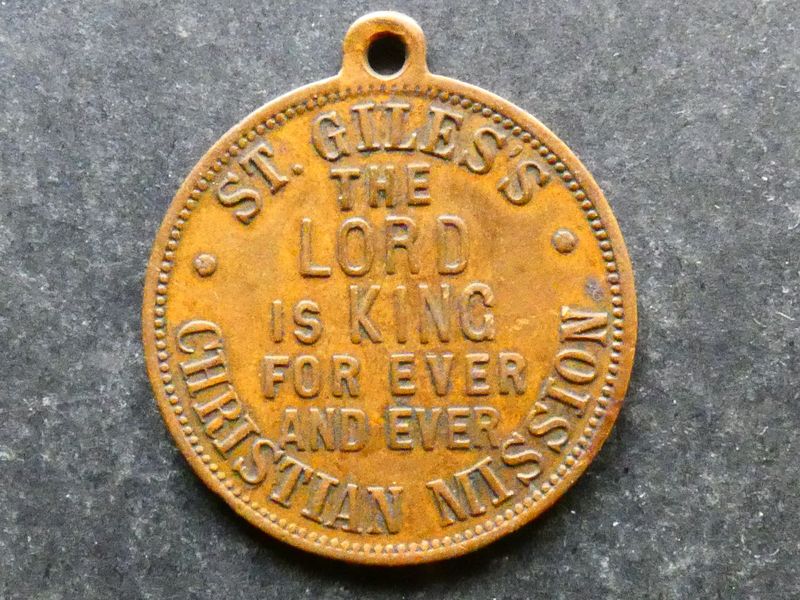 ST. GILES'S
THE
LORD
IS KING
FOR EVER
AND EVER
CHRISTIAN MISSION